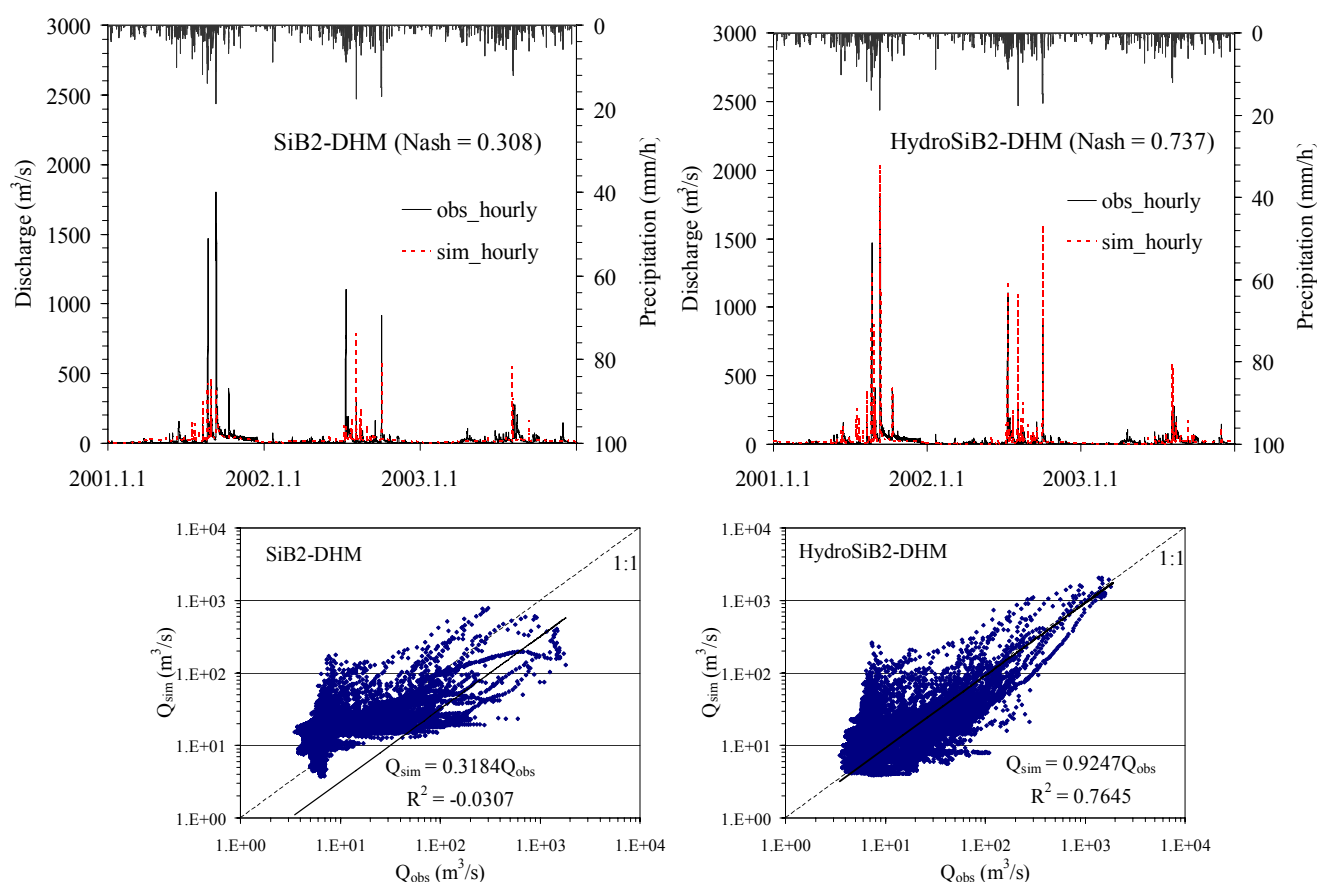 3000
2500
2000
1500
1000
500
0
Discharge (m3/s)
SiB2-DHM (Nash = 0.308)
obs_hourly
sim_hourly
0
20
40
60
80
100
Precipitation (mm/h)
2001.1.1
2002.1.1
2003.1.1
3000
2500
2000
1500
1000
500
0
Discharge (m3/s)
HydroSiB2-DHM (Nash = 0.737)
obs_hourly
sim_hourly
0
20
40
60
80
100
Precipitation (mm/h)
2001.1.1
2002.1.1
2003.1.1
1.E+04
1.E+03
1.E+02
1.E+01
1.E+00
Qsim (m3/s)
SiB2-DHM
1:1
Qsim = 0.3184Qobs
R2 = -0.0307
1.E+00
1.E+01
1.E+02
1.E+03
1.E+04
Qobs (m3/s)
1.E+04
1.E+03
1.E+02
1.E+01
1.E+00
Qsim (m3/s)
HydroSiB2-DHM
1:1
Qsim = 0.9247Qobs
R2 = 0.7645
1.E+00
1.E+01
1.E+02
1.E+03
1.E+04
Qobs (m3/s)